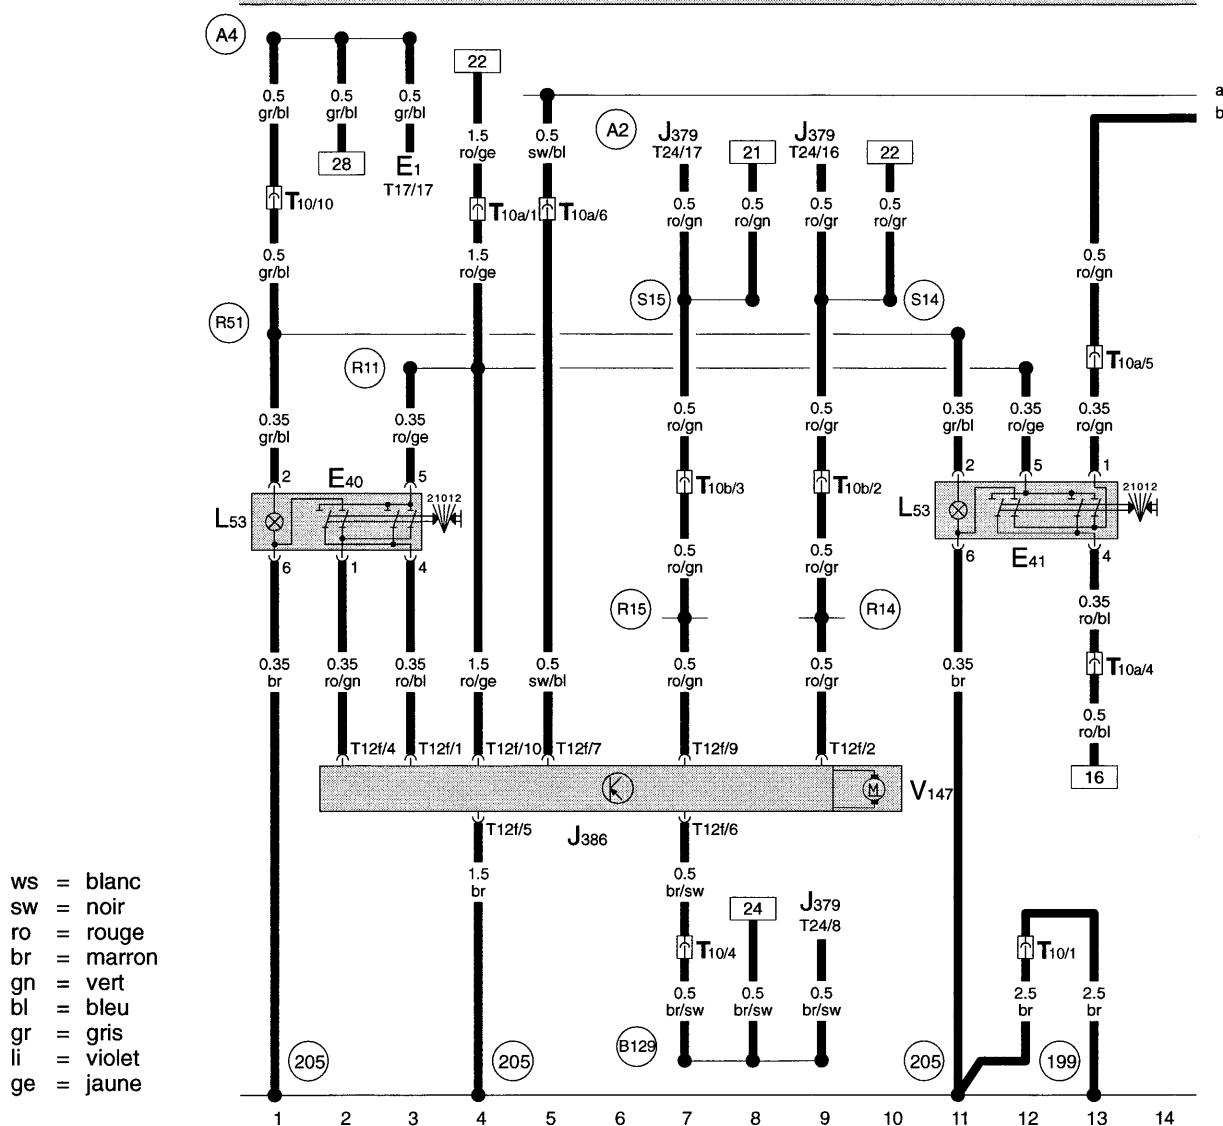 A4
22
a
b
0.5 gr/bl
0.5 gr/bl
0.5 gr/bl
1.5 ro/ge
0.5 sw/bl
A2
J379 T24/17
21
J379 T24/16
22
28
E1 T17/17
T10/10
T10a/1
T10a/6
0.5 ro/gn
0.5 ro/gn
0.5 ro/gr
0.5 ro/gr
0.5 gr/bl
1.5 ro/ge
0.5 ro/gn
S15
S14
R51
R11
T10a/5
0.35 gr/bl
0.35 ro/ge
0.5 ro/gn
0.5 ro/gr
0.35 gr/bl
0.35 ro/ge
0.35 ro/gn
2
E40
5
T10b/3
T10b/2
2
5
1
L53
21012
L53
21012
6
1
4
6
E41
4
0.5 ro/gn
0.5 ro/gr
0.35 ro/bl
R15
R14
0.35 br
0.35 ro/gn
0.35 ro/bl
1.5 ro/ge
0.5 sw/bl
0.5 ro/gn
0.5 ro/gr
0.35 br
T10a/4
0.5 ro/bl
T12f/4
T12f/1
T12f/10
T12f/7
T12f/9
T12f/2
16
M
V147
T12f/5
J386
T12f/6
1.5 br
0.5 br/sw
24
J379 T24/8
T10/4
T10/1
0.5 br/sw
0.5 br/sw
0.5 br/sw
2.5 br
2.5 br
B129
205
205
205
199
1 2 3 4 5 6 7 8 9 10 11 12 13 14
ws = blanc
sw = noir
ro = rouge
br = marron
gn = vert
bl = bleu
gr = gris
li = violet
ge = jaune